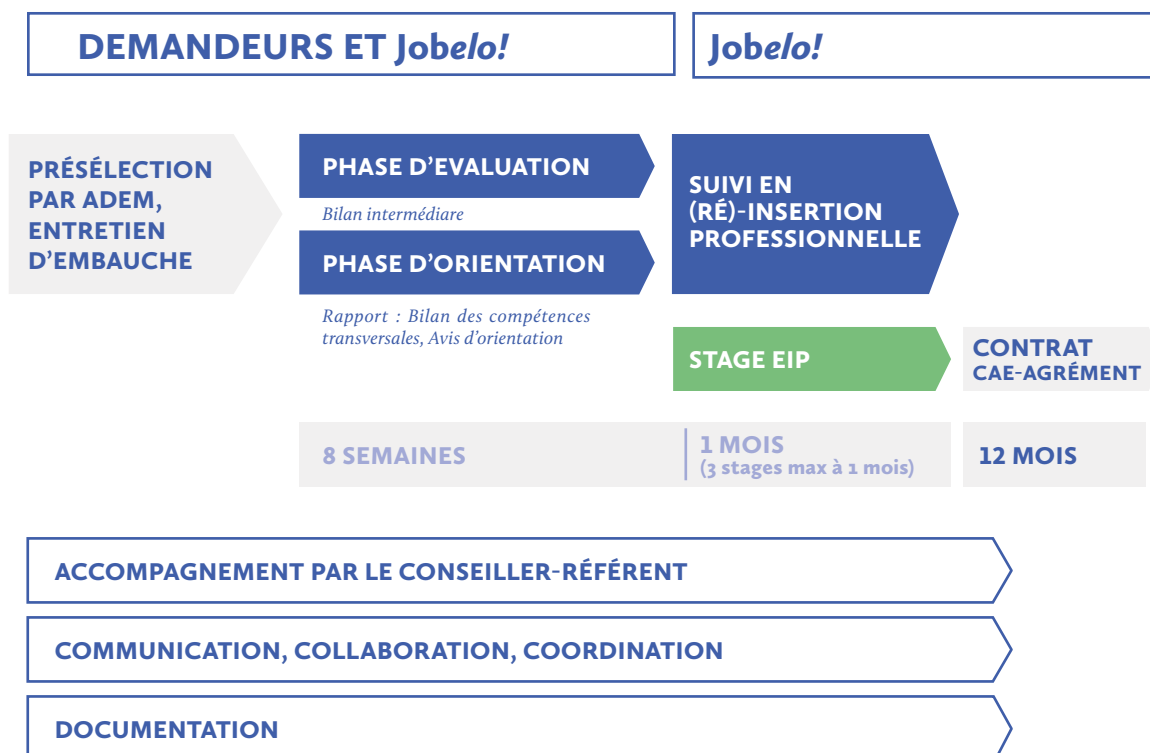 DEMANDEURS ET Jobelo!
Jobelo!
PRÉSÉLECTION
PAR ADEM,
ENTRETIEN
D'EMBAUCHE
PHASE D'EVALUATION
Bilan intermédiare
PHASE D'ORIENTATION
Rapport : Bilan des compétences
transversales, Avis d'orientation
SUIVI EN
(RÉ)-INSERTION
PROFESSIONNELLE
STAGE EIP
CONTRAT
CAE-AGRÉMENT
8 SEMAINES
1 MOIS
(3 stages max à 1 mois)
12 MOIS
ACCOMPAGNEMENT PAR LE CONSEILLER-RÉFÉRENT
COMMUNICATION, COLLABORATION, COORDINATION
DOCUMENTATION